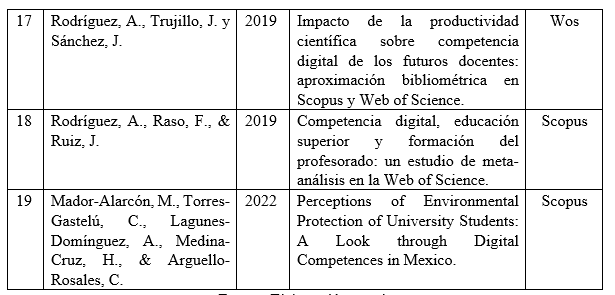 17 Rodríguez, A., Trujillo, J. y 2019 Impacto de la productividad Wos
Sánchez, J. científica sobre competencia
digital de los futuros docentes:
aproximación bibliométrica en
Scopus y Web of Science.
18 Rodríguez, A., Raso, F., & 2019 Competencia digital, educación Scopus
Ruiz, J. superior y formación del
profesorado: un estudio de meta-
análisis en la Web of Science.
19 Mador-Alarcón, M., Torres- 2022 Perceptions of Environmental Scopus
Gastelú, C., Lagunes- Protection of University Students:
Domínguez, A., Medina- A Look through Digital
Cruz, H., & Arguello- Competences in Mexico.
Rosales, C.